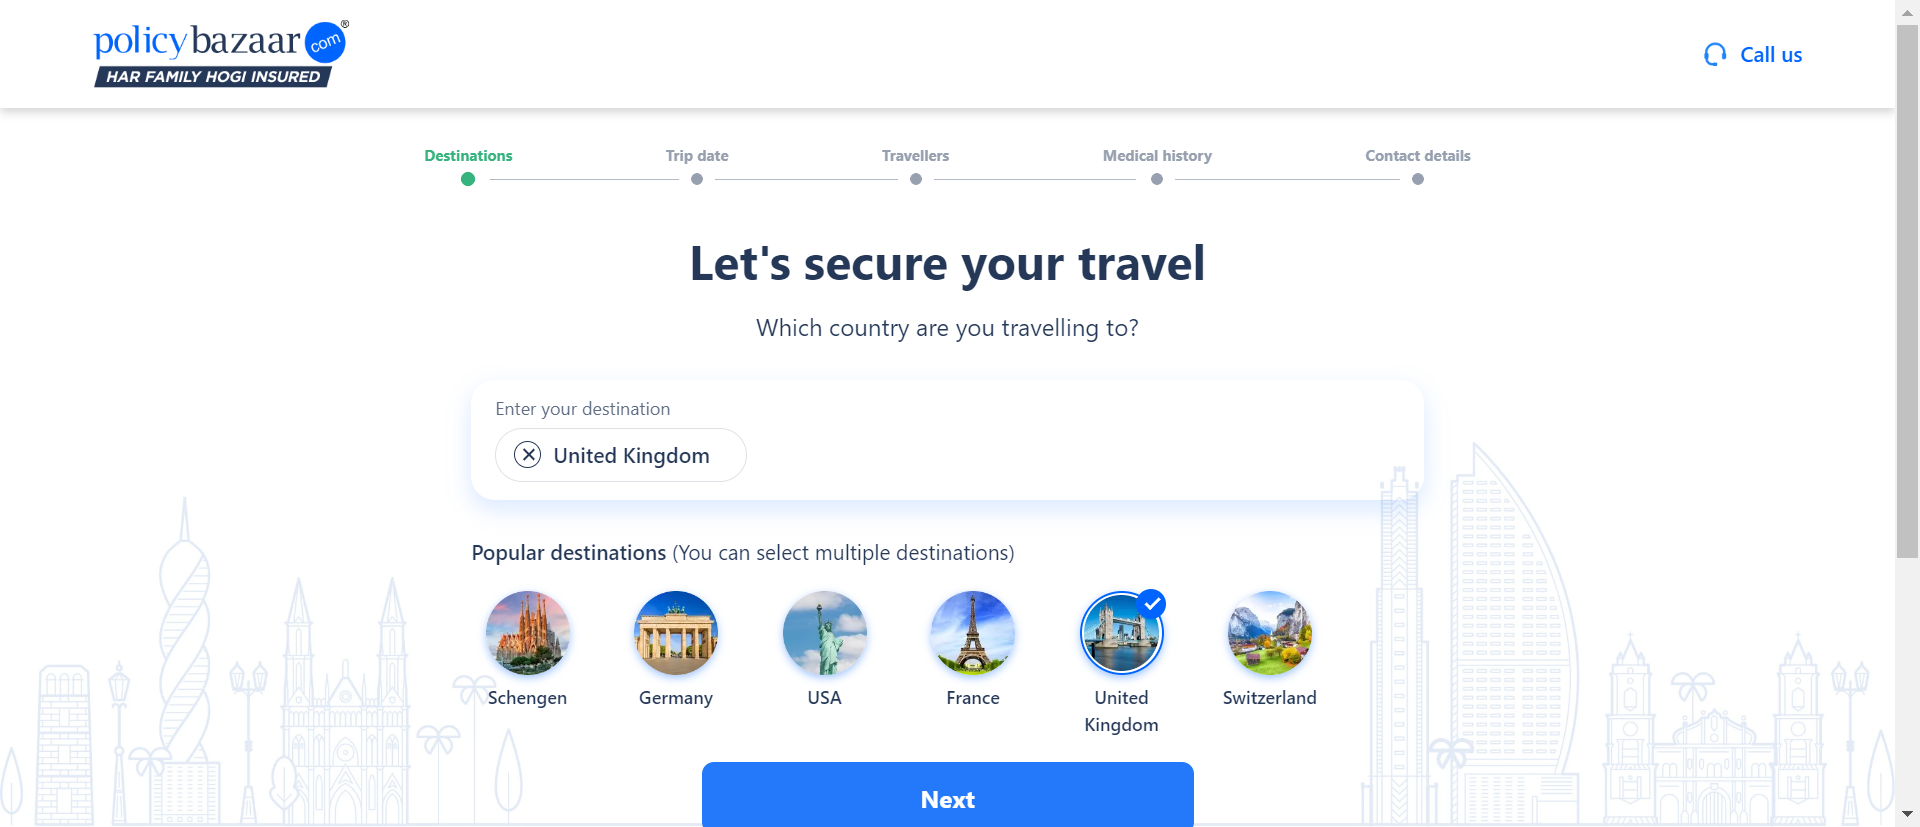 policybazaar com ®
HAR FAMILY HOGI INSURED
Call us
Destinations
Trip date
Travellers
Medical history
Contact details
Let's secure your travel
Which country are you travelling to?
Enter your destination
United Kingdom
Popular destinations (You can select multiple destinations)
Schengen
Germany
USA
France
United
Kingdom
Switzerland
Next